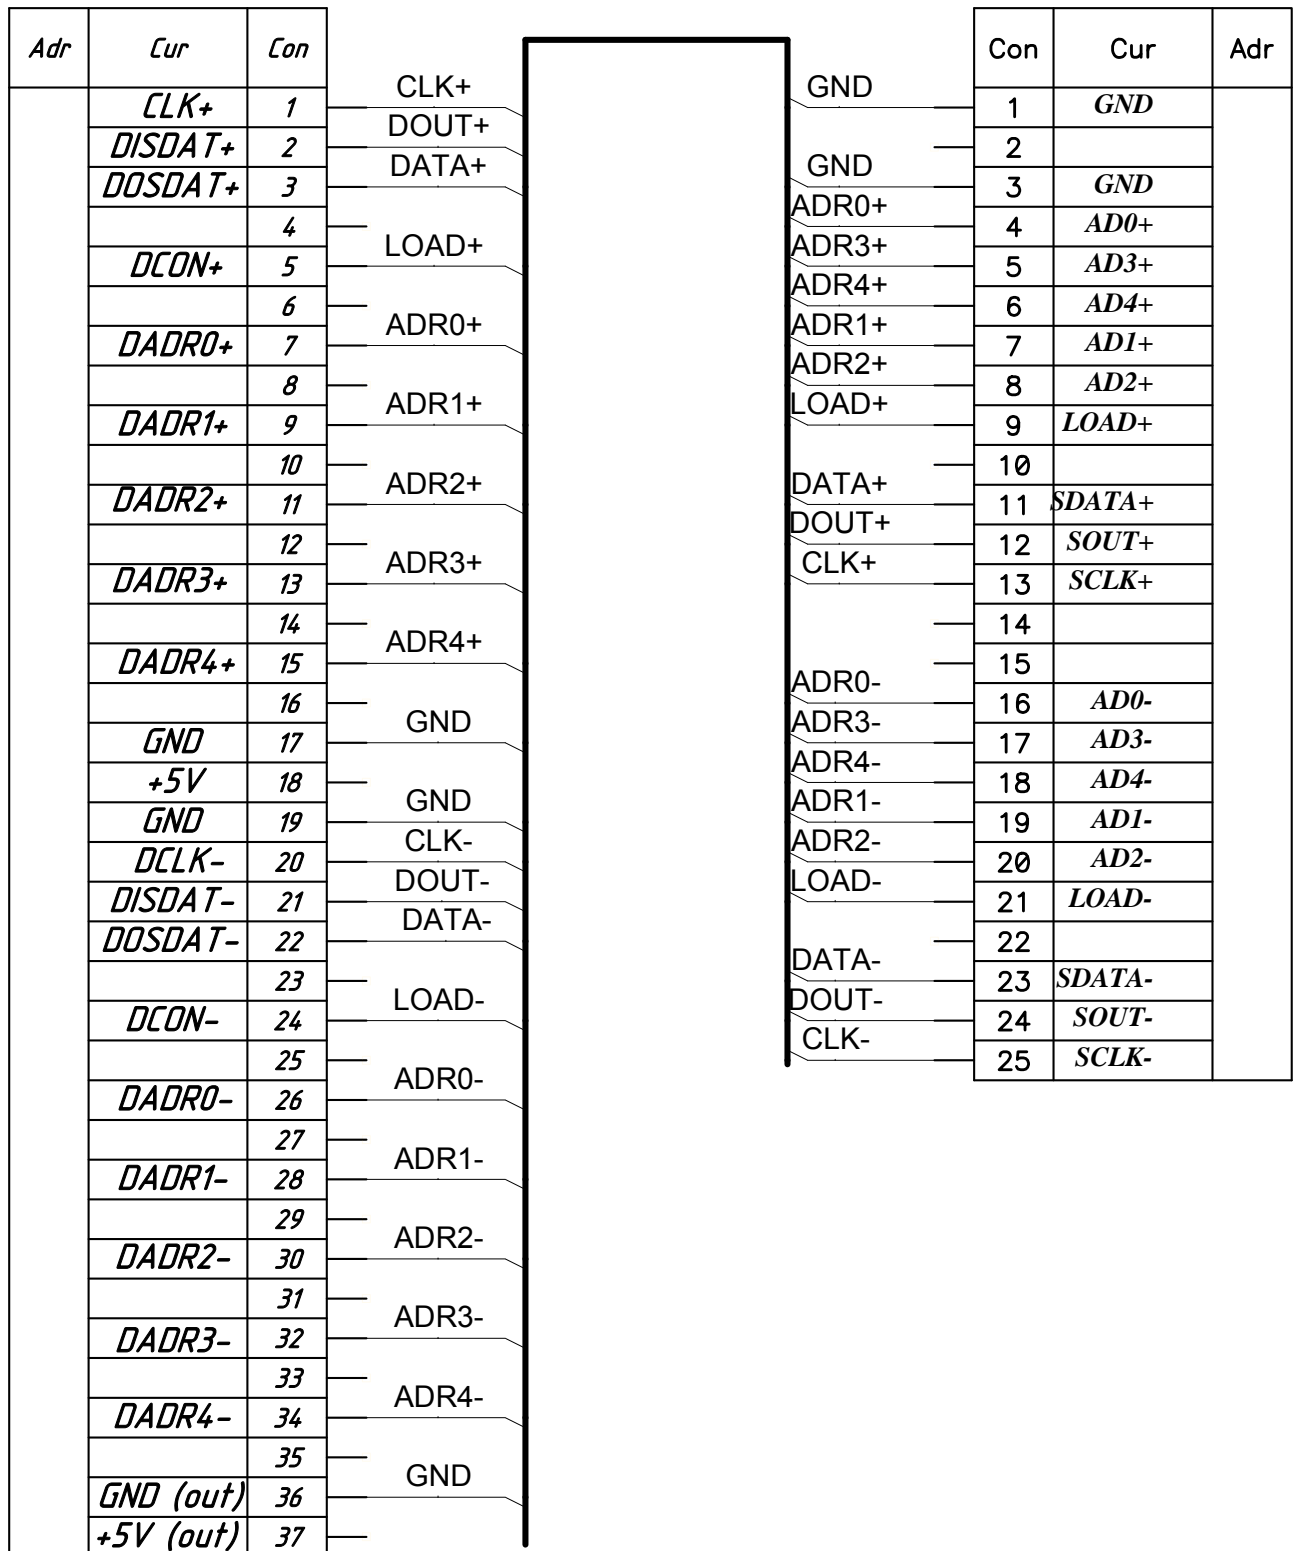 Adr Cur Con
CLK+ 1 CLK+
DISDAT+ 2 DOUT+
DOSDAT+ 3 DATA+
4
DCON+ 5 LOAD+
6
DADR0+ 7 ADR0+
8
DADR1+ 9 ADR1+
10
DADR2+ 11 ADR2+
12
DADR3+ 13 ADR3+
14
DADR4+ 15 ADR4+
16
GND 17 GND
+5V 18
GND 19 GND
DCLK- 20 CLK-
DISDAT- 21 DOUT-
DOSDAT- 22 DATA-
23
DCON- 24 LOAD-
25
DADR0- 26 ADR0-
27
DADR1- 28 ADR1-
29
DADR2- 30 ADR2-
31
DADR3- 32 ADR3-
33
DADR4- 34 ADR4-
35
GND (out) 36 GND
+5V (out) 37
Con Cur Adr
GND 1 GND
2
GND 3 GND
ADR0+ 4 AD0+
ADR3+ 5 AD3+
ADR4+ 6 AD4+
ADR1+ 7 AD1+
ADR2+ 8 AD2+
LOAD+ 9 LOAD+
10
DATA+ 11 SDATA+
DOUT+ 12 SOUT+
CLK+ 13 SCLK+
14
15
ADR0- 16 AD0-
ADR3- 17 AD3-
ADR4- 18 AD4-
ADR1- 19 AD1-
ADR2- 20 AD2-
LOAD- 21 LOAD-
22
DATA- 23 SDATA-
DOUT- 24 SOUT-
CLK- 25 SCLK-